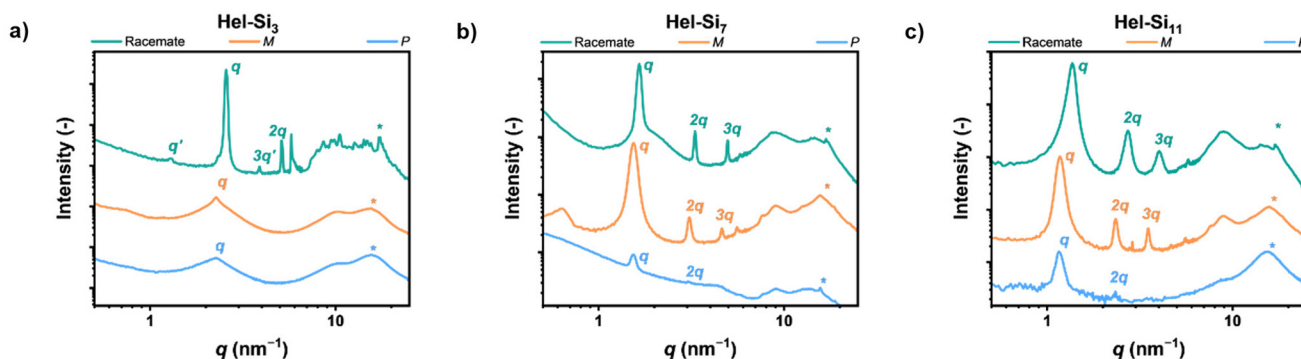 a)
Hel-Si₃
Racemate M P
Intensity (-)
q
q'
3q'
2q
*
q
*
q
*
1 10
q (nm⁻¹)
b)
Hel-Si₇
Racemate M P
Intensity (-)
q
2q
3q
*
q
2q
3q
*
q
2q
*
1 10
q (nm⁻¹)
c)
Hel-Si₁₁
Racemate M
Intensity (-)
q
2q
3q
*
q
2q
3q
*
q
2q
*
1 10
q (nm⁻¹)